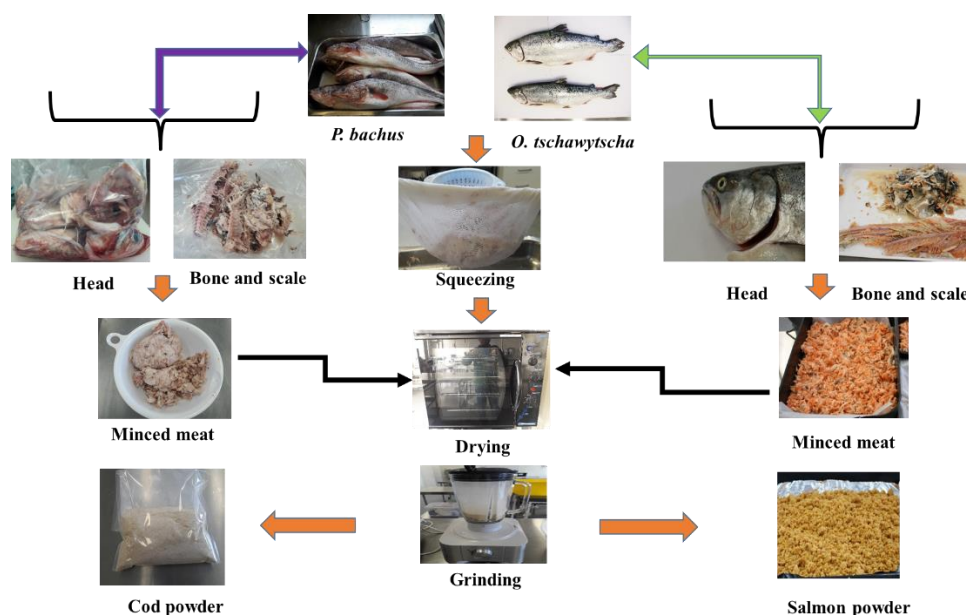 P. bachus
O. tschawytscha
Head
Bone and scale
Squeezing
Head
Bone and scale
Minced meat
Drying
Minced meat
Cod powder
Grinding
Salmon powder